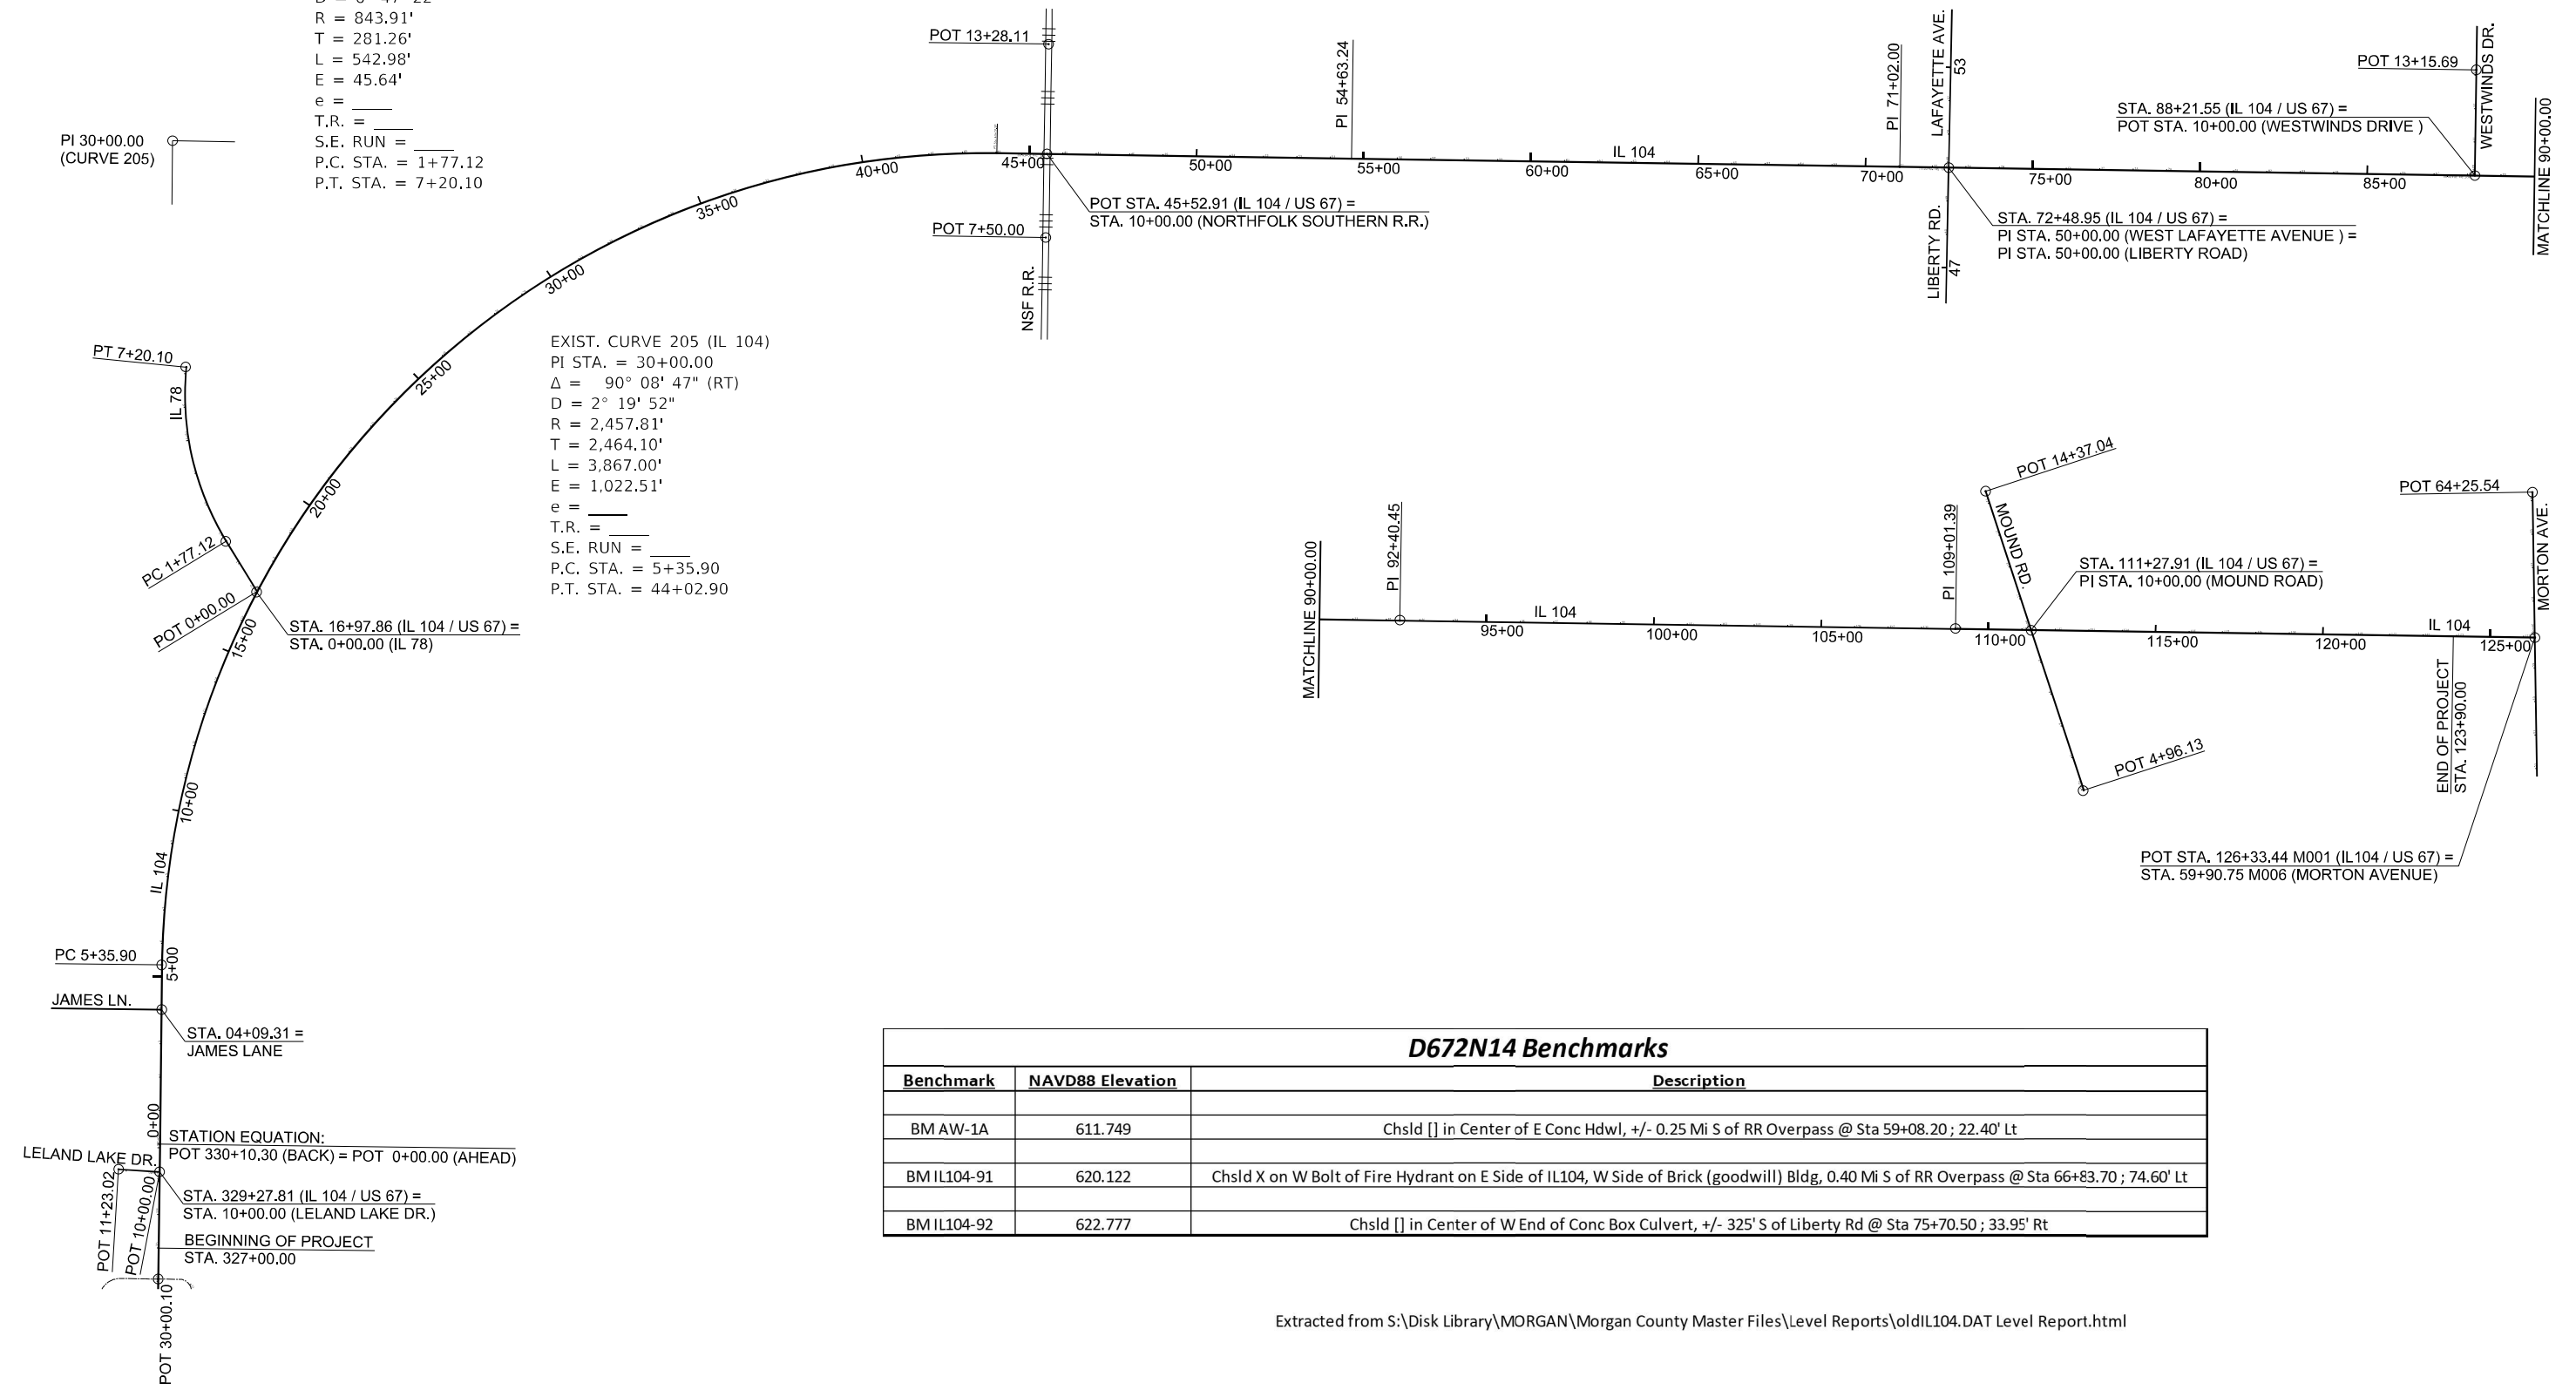 R = 843.91'
T = 281.26'
L = 542.98'
E = 45.64'
e = ____
T.R. = ____
S.E. RUN = ____
P.C. STA. = 1+77.12
P.T. STA. = 7+20.10
PI 30+00.00
(CURVE 205)
POT 13+28.11
PI 54+63.24
PI 71+02.00
LAFAYETTE AVE.
53
POT 13+15.69
WESTWINDS DR.
STA. 88+21.55 (IL 104 / US 67) =
POT STA. 10+00.00 (WESTWINDS DRIVE )
MATCHLINE 90+00.00
35+00
40+00
45+00
50+00
55+00
60+00
IL 104
65+00
70+00
75+00
80+00
85+00
POT STA. 45+52.91 (IL 104 / US 67) =
STA. 10+00.00 (NORTHFOLK SOUTHERN R.R.)
POT 7+50.00
NSF R.R.
LIBERTY RD.
47
STA. 72+48.95 (IL 104 / US 67) =
PI STA. 50+00.00 (WEST LAFAYETTE AVENUE ) =
PI STA. 50+00.00 (LIBERTY ROAD)
30+00
25+00
20+00
EXIST. CURVE 205 (IL 104)
PI STA. = 30+00.00
Δ = 90° 08' 47" (RT)
D = 2° 19' 52"
R = 2,457.81'
T = 2,464.10'
L = 3,867.00'
E = 1,022.51'
e = ____
T.R. = ____
S.E. RUN = ____
P.C. STA. = 5+35.90
P.T. STA. = 44+02.90
PT 7+20.10
IL 78
PC 1+77.12
POT 0+00.00
15+00
STA. 16+97.86 (IL 104 / US 67) =
STA. 0+00.00 (IL 78)
MATCHLINE 90+00.00
PI 92+40.45
95+00
IL 104
100+00
105+00
PI 109+01.39
110+00
POT 14+37.04
MOUND RD.
STA. 111+27.91 (IL 104 / US 67) =
PI STA. 10+00.00 (MOUND ROAD)
115+00
120+00
IL 104
125+00
POT 64+25.54
MORTON AVE.
POT 4+96.13
END OF PROJECT
STA. 123+90.00
POT STA. 126+33.44 M001 (IL104 / US 67) =
STA. 59+90.75 M006 (MORTON AVENUE)
10+00
IL 104
PC 5+35.90
5+00
JAMES LN.
STA. 04+09.31 =
JAMES LANE
0+00
STATION EQUATION:
POT 330+10.30 (BACK) = POT 0+00.00 (AHEAD)
LELAND LAKE DR.
POT 11+23.02
POT 10+00.00
STA. 329+27.81 (IL 104 / US 67) =
STA. 10+00.00 (LELAND LAKE DR.)
BEGINNING OF PROJECT
STA. 327+00.00
POT 30+00.10
D672N14 Benchmarks
Benchmark NAVD88 Elevation Description
BM AW-1A 611.749 Chsld [] in Center of E Conc Hdwl, +/- 0.25 Mi S of RR Overpass @ Sta 59+08.20 ; 22.40' Lt
BM IL104-91 620.122 Chsld X on W Bolt of Fire Hydrant on E Side of IL104, W Side of Brick (goodwill) Bldg, 0.40 Mi S of RR Overpass @ Sta 66+83.70 ; 74.60' Lt
BM IL104-92 622.777 Chsld [] in Center of W End of Conc Box Culvert, +/- 325' S of Liberty Rd @ Sta 75+70.50 ; 33.95' Rt
Extracted from S:\Disk Library\MORGAN\Morgan County Master Files\Level Reports\oldIL104.DAT Level Report.html